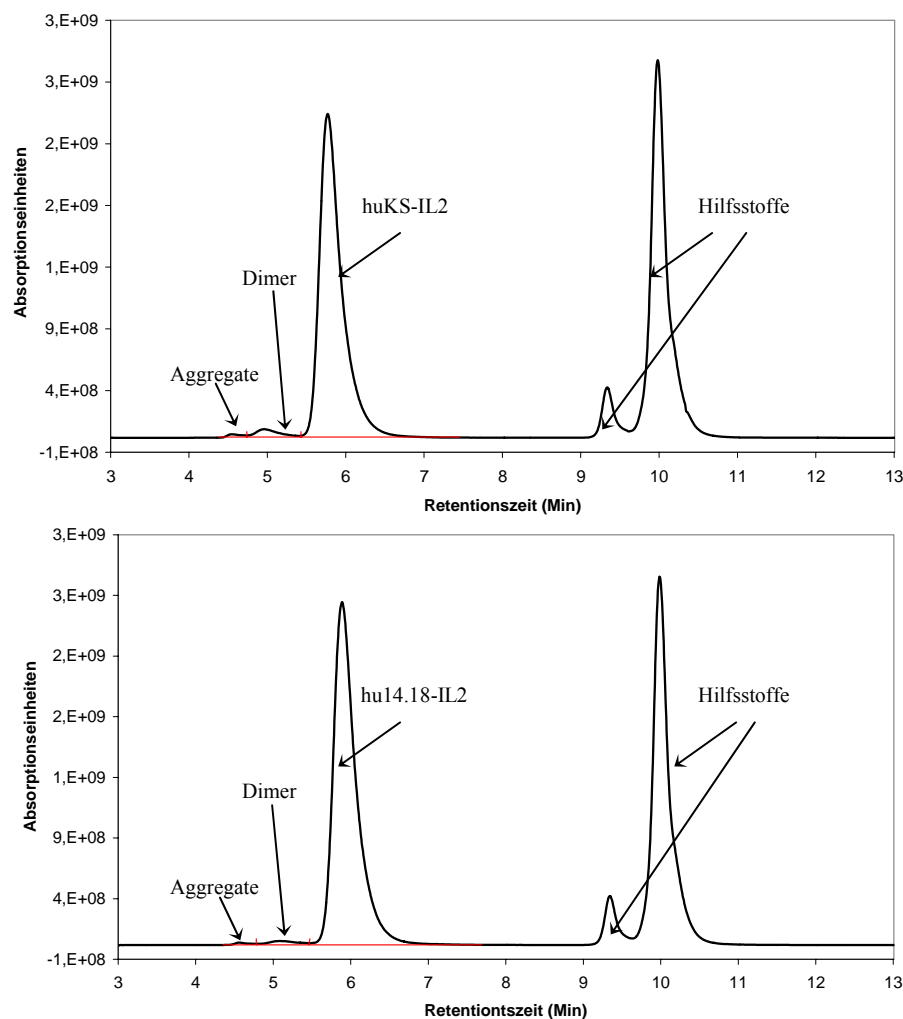 3,E+09
3,E+09
2,E+09
2,E+09
1,E+09
9,E+08
4,E+08
-1,E+08
Absorptionseinheiten
huKS-IL2
Hilfsstoffe
Dimer
Aggregate
3 4 5 6 7 8 9 10 11 12 13
Retentionszeit (Min)
3,E+09
3,E+09
2,E+09
2,E+09
1,E+09
9,E+08
4,E+08
-1,E+08
Absorptionseinheiten
hu14.18-IL2
Hilfsstoffe
Dimer
Aggregate
3 4 5 6 7 8 9 10 11 12 13
Retentiontszeit (Min)